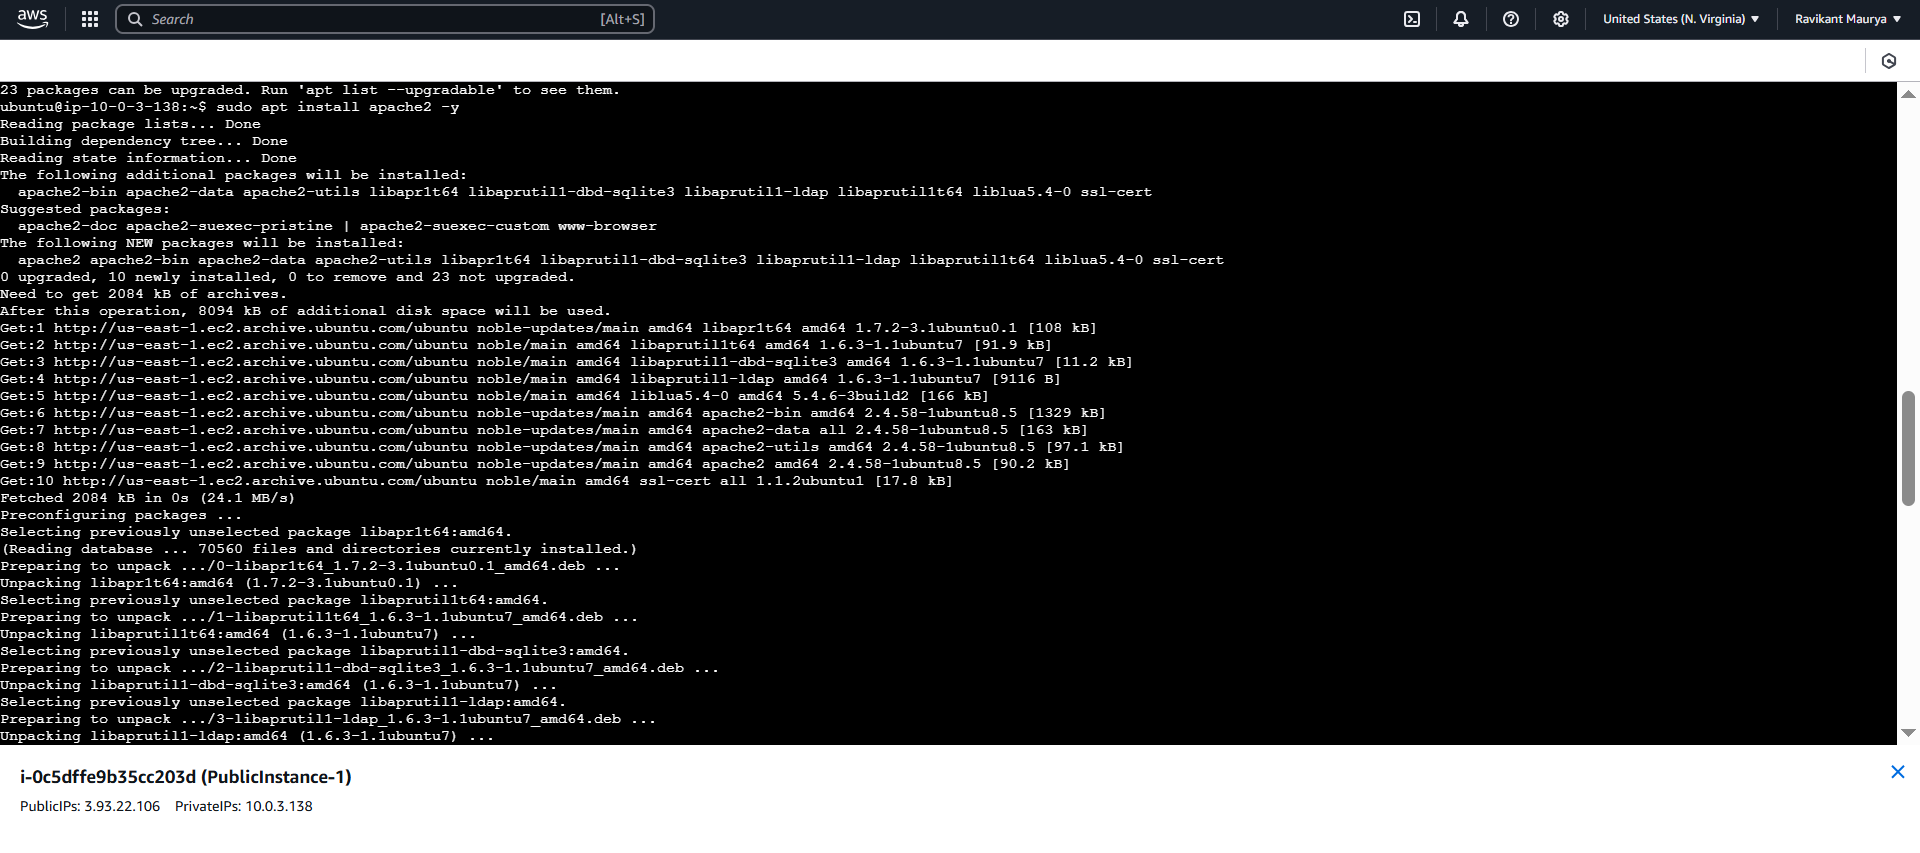 aws
Search [Alt+S]
United States (N. Virginia)
Ravikant Maurya
23 packages can be upgraded. Run 'apt list --upgradable' to see them.
ubuntu@ip-10-0-3-138:~$ sudo apt install apache2 -y
Reading package lists... Done
Building dependency tree... Done
Reading state information... Done
The following additional packages will be installed:
  apache2-bin apache2-data apache2-utils libapr1t64 libaprutil1-dbd-sqlite3 libaprutil1-ldap libaprutil1t64 liblua5.4-0 ssl-cert
Suggested packages:
  apache2-doc apache2-suexec-pristine | apache2-suexec-custom www-browser
The following NEW packages will be installed:
  apache2 apache2-bin apache2-data apache2-utils libapr1t64 libaprutil1-dbd-sqlite3 libaprutil1-ldap libaprutil1t64 liblua5.4-0 ssl-cert
0 upgraded, 10 newly installed, 0 to remove and 23 not upgraded.
Need to get 2084 kB of archives.
After this operation, 8094 kB of additional disk space will be used.
Get:1 http://us-east-1.ec2.archive.ubuntu.com/ubuntu noble-updates/main amd64 libapr1t64 amd64 1.7.2-3.1ubuntu0.1 [108 kB]
Get:2 http://us-east-1.ec2.archive.ubuntu.com/ubuntu noble/main amd64 libaprutil1t64 amd64 1.6.3-1.1ubuntu7 [91.9 kB]
Get:3 http://us-east-1.ec2.archive.ubuntu.com/ubuntu noble/main amd64 libaprutil1-dbd-sqlite3 amd64 1.6.3-1.1ubuntu7 [11.2 kB]
Get:4 http://us-east-1.ec2.archive.ubuntu.com/ubuntu noble/main amd64 libaprutil1-ldap amd64 1.6.3-1.1ubuntu7 [9116 B]
Get:5 http://us-east-1.ec2.archive.ubuntu.com/ubuntu noble/main amd64 liblua5.4-0 amd64 5.4.6-3build2 [166 kB]
Get:6 http://us-east-1.ec2.archive.ubuntu.com/ubuntu noble-updates/main amd64 apache2-bin amd64 2.4.58-1ubuntu8.5 [1329 kB]
Get:7 http://us-east-1.ec2.archive.ubuntu.com/ubuntu noble-updates/main amd64 apache2-data all 2.4.58-1ubuntu8.5 [163 kB]
Get:8 http://us-east-1.ec2.archive.ubuntu.com/ubuntu noble-updates/main amd64 apache2-utils amd64 2.4.58-1ubuntu8.5 [97.1 kB]
Get:9 http://us-east-1.ec2.archive.ubuntu.com/ubuntu noble-updates/main amd64 apache2 amd64 2.4.58-1ubuntu8.5 [90.2 kB]
Get:10 http://us-east-1.ec2.archive.ubuntu.com/ubuntu noble/main amd64 ssl-cert all 1.1.2ubuntu1 [17.8 kB]
Fetched 2084 kB in 0s (24.1 MB/s)
Preconfiguring packages ...
Selecting previously unselected package libapr1t64:amd64.
(Reading database ... 70560 files and directories currently installed.)
Preparing to unpack .../0-libapr1t64_1.7.2-3.1ubuntu0.1_amd64.deb ...
Unpacking libapr1t64:amd64 (1.7.2-3.1ubuntu0.1) ...
Selecting previously unselected package libaprutil1t64:amd64.
Preparing to unpack .../1-libaprutil1t64_1.6.3-1.1ubuntu7_amd64.deb ...
Unpacking libaprutil1t64:amd64 (1.6.3-1.1ubuntu7) ...
Selecting previously unselected package libaprutil1-dbd-sqlite3:amd64.
Preparing to unpack .../2-libaprutil1-dbd-sqlite3_1.6.3-1.1ubuntu7_amd64.deb ...
Unpacking libaprutil1-dbd-sqlite3:amd64 (1.6.3-1.1ubuntu7) ...
Selecting previously unselected package libaprutil1-ldap:amd64.
Preparing to unpack .../3-libaprutil1-ldap_1.6.3-1.1ubuntu7_amd64.deb ...
Unpacking libaprutil1-ldap:amd64 (1.6.3-1.1ubuntu7) ...
i-0c5dffe9b35cc203d (PublicInstance-1)
PublicIPs: 3.93.22.106 PrivateIPs: 10.0.3.138